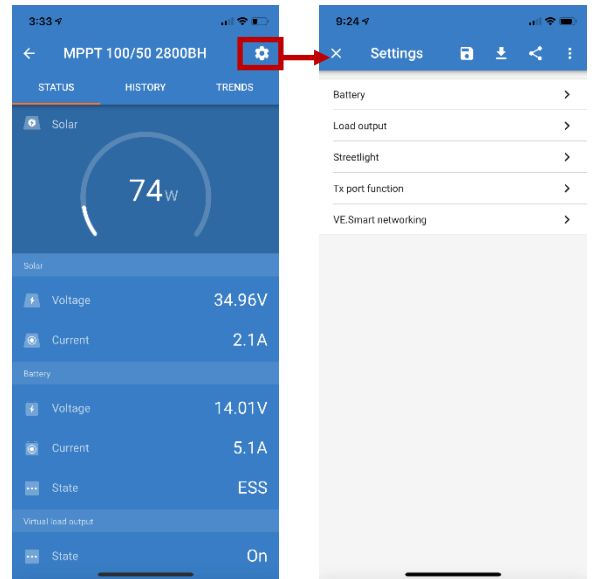 3:33
MPPT 100/50 2800BH
STATUS HISTORY TRENDS
Solar
74W
Solar
Voltage 34.96V
Current 2.1A
Battery
Voltage 14.01V
Current 5.1A
State ESS
Virtual load output
State On
9:24
Settings
Battery
Load output
Streetlight
Tx port function
VE.Smart networking